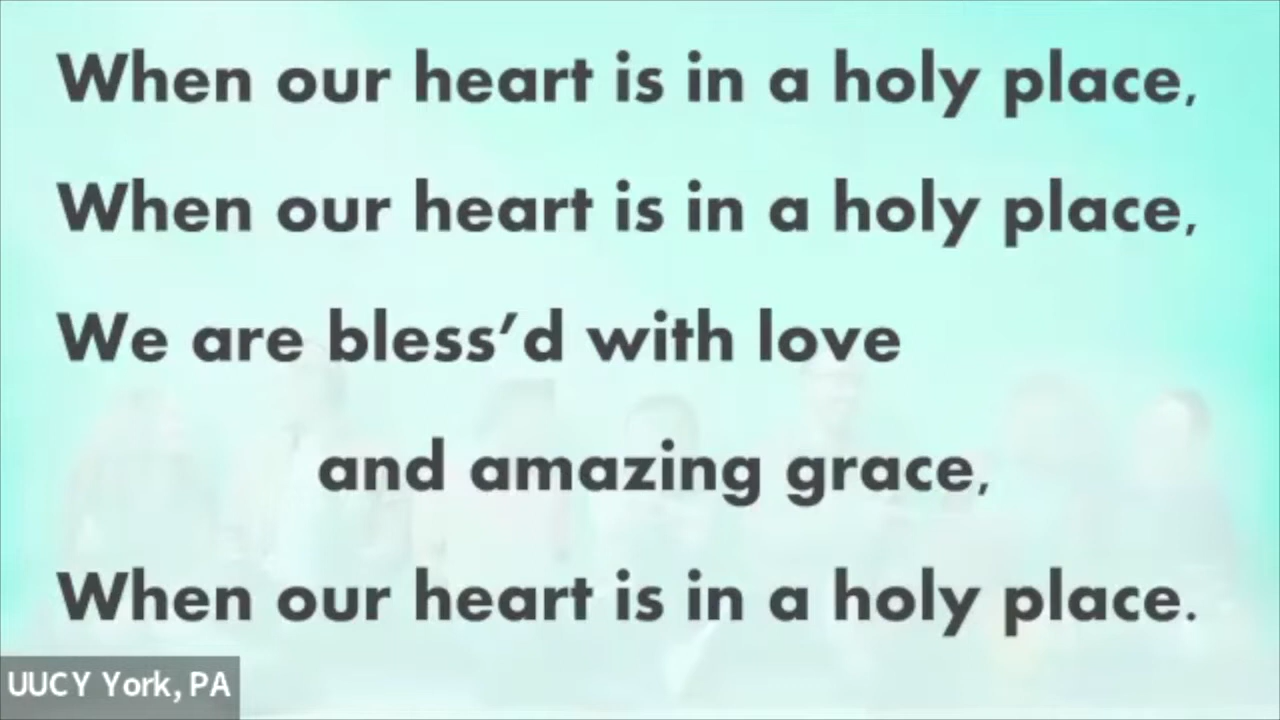 When our heart is in a holy place,
When our heart is in a holy place,
We are bless’d with love
and amazing grace,
When our heart is in a holy place.
UUCY York, PA